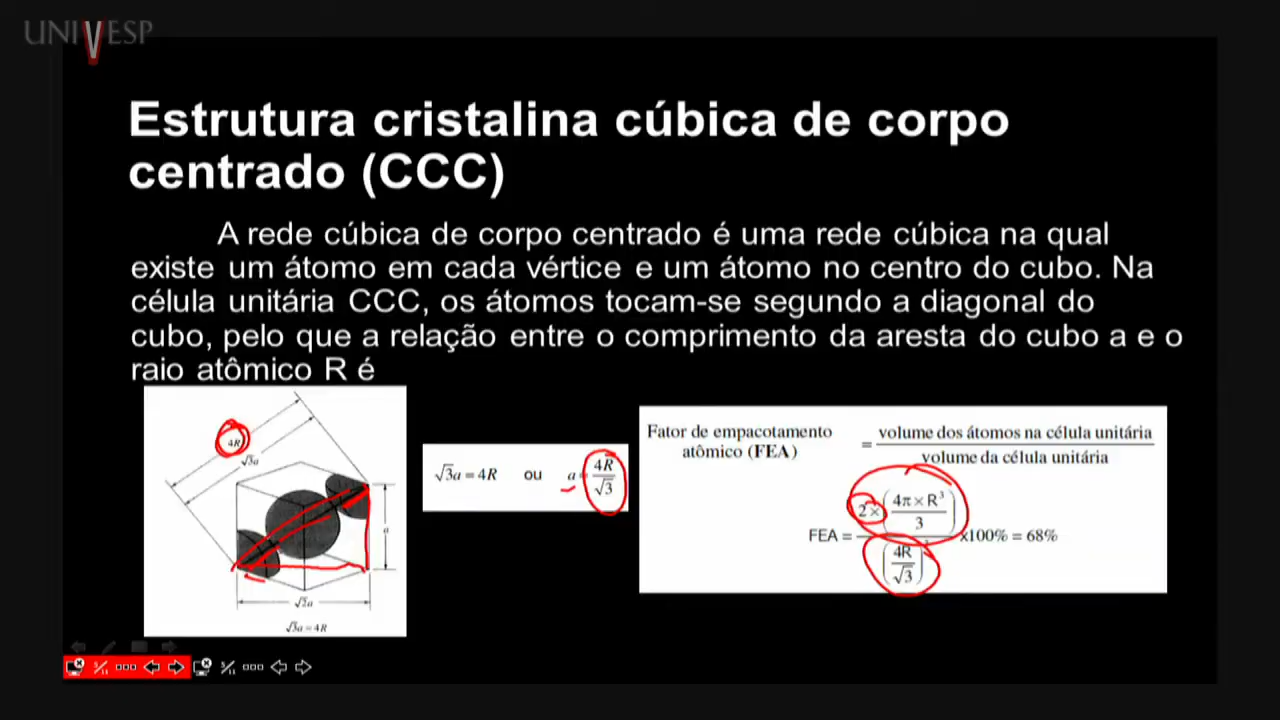 UNIVESP
Estrutura cristalina cúbica de corpo
centrado (CCC)
A rede cúbica de corpo centrado é uma rede cúbica na qual
existe um átomo em cada vértice e um átomo no centro do cubo. Na
célula unitária CCC, os átomos tocam-se segundo a diagonal do
cubo, pelo que a relação entre o comprimento da aresta do cubo a e o
raio atômico R é
4R
√3a
a
√2a
√3a = 4R
√3a = 4R ou a = 4R/√3
Fator de empacotamento
atômico (FEA)
= volume dos átomos na célula unitária
volume da célula unitária
FEA = 2 × (4π × R³ / 3) / (4R / √3) x100% = 68%